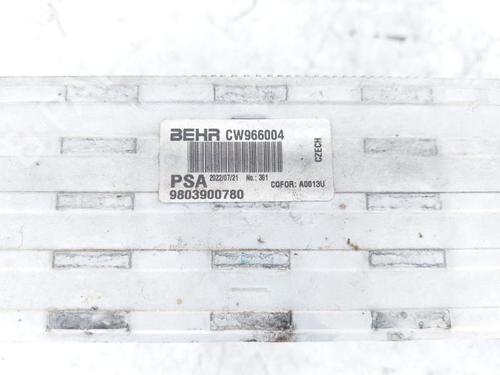 BEHR CW966004
CZECH
PSA 2022/07/21 No.: 361
9803900780 COFOR: A0013U